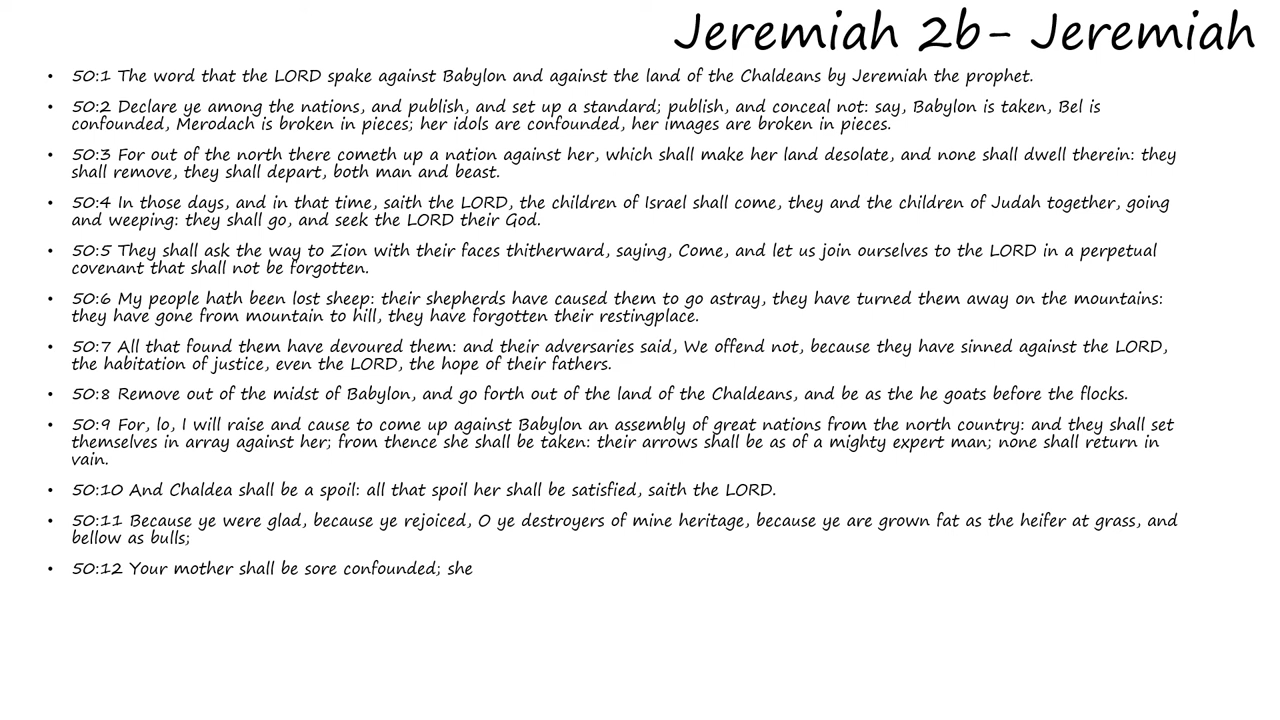 Jeremiah 2b- Jeremiah
• 50:1 The word that the LORD spake against Babylon and against the land of the Chaldeans by Jeremiah the prophet.
• 50:2 Declare ye among the nations, and publish, and set up a standard; publish, and conceal not: say, Babylon is taken, Bel is
confounded, Merodach is broken in pieces; her idols are confounded, her images are broken in pieces.
• 50:3 For out of the north there cometh up a nation against her, which shall make her land desolate, and none shall dwell therein: they
shall remove, they shall depart, both man and beast.
• 50:4 In those days, and in that time, saith the LORD, the children of Israel shall come, they and the children of Judah together, going
and weeping: they shall go, and seek the LORD their God.
• 50:5 They shall ask the way to Zion with their faces thitherward, saying, Come, and let us join ourselves to the LORD in a perpetual
covenant that shall not be forgotten.
• 50:6 My people hath been lost sheep: their shepherds have caused them to go astray, they have turned them away on the mountains:
they have gone from mountain to hill, they have forgotten their restingplace.
• 50:7 All that found them have devoured them: and their adversaries said, We offend not, because they have sinned against the LORD,
the habitation of justice, even the LORD, the hope of their fathers.
• 50:8 Remove out of the midst of Babylon, and go forth out of the land of the Chaldeans, and be as the he goats before the flocks.
• 50:9 For, lo, I will raise and cause to come up against Babylon an assembly of great nations from the north country: and they shall set
themselves in array against her; from thence she shall be taken: their arrows shall be as of a mighty expert man; none shall return in
vain.
• 50:10 And Chaldea shall be a spoil: all that spoil her shall be satisfied, saith the LORD.
• 50:11 Because ye were glad, because ye rejoiced, O ye destroyers of mine heritage, because ye are grown fat as the heifer at grass, and
bellow as bulls;
• 50:12 Your mother shall be sore confounded; she